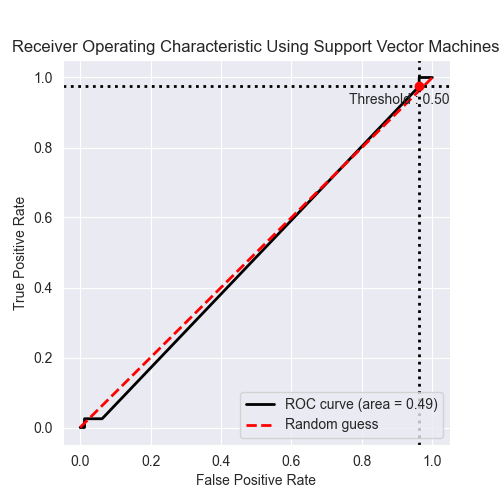 Receiver Operating Characteristic Using Support Vector Machines
1.0
Threshold : 0.50
0.8
0.6
0.4
0.2
0.0
True Positive Rate
ROC curve (area = 0.49)
Random guess
0.0 0.2 0.4 0.6 0.8 1.0
False Positive Rate